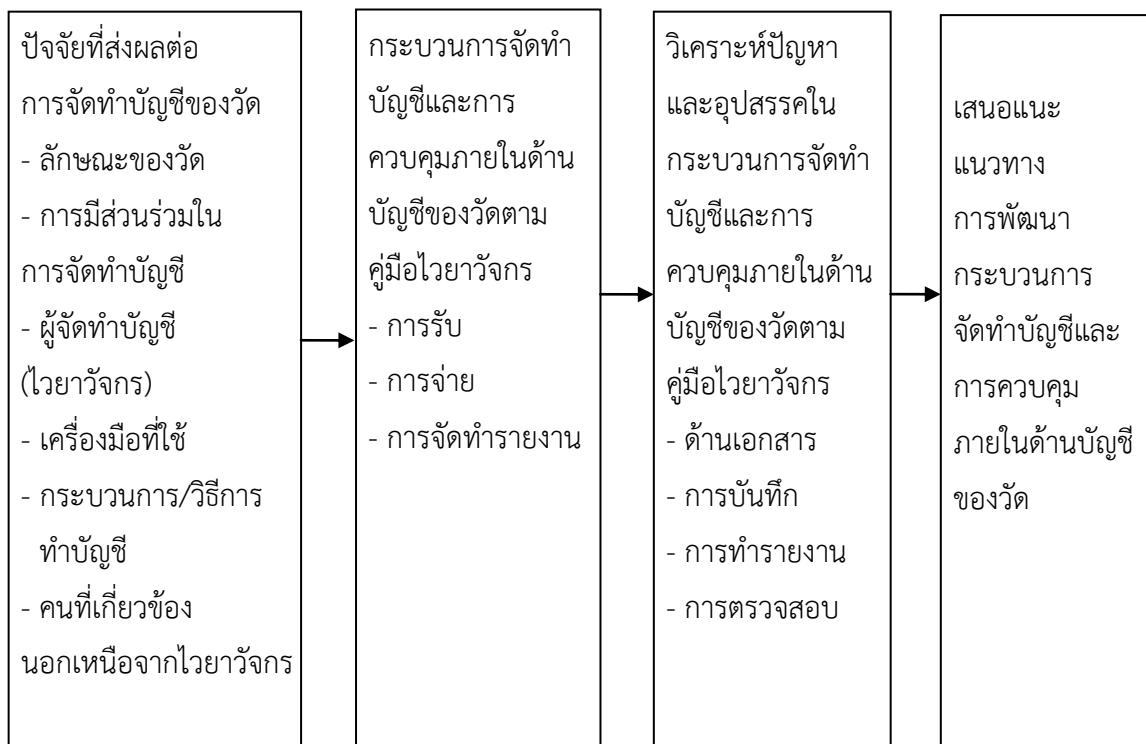 ปัจจัยที่ส่งผลต่อ
การจัดทำบัญชีของวัด
- ลักษณะของวัด
- การมีส่วนร่วมใน
การจัดทำบัญชี
- ผู้จัดทำบัญชี
(ไวยาวัจกร)
- เครื่องมือที่ใช้
- กระบวนการ/วิธีการ
ทำบัญชี
- คนที่เกี่ยวข้อง
นอกเหนือจากไวยาวัจกร
กระบวนการจัดทำ
บัญชีและการ
ควบคุมภายในด้าน
บัญชีของวัดตาม
คู่มือไวยาวัจกร
- การรับ
- การจ่าย
- การจัดทำรายงาน
วิเคราะห์ปัญหา
และอุปสรรคใน
กระบวนการจัดทำ
บัญชีและการ
ควบคุมภายในด้าน
บัญชีของวัดตาม
คู่มือไวยาวัจกร
- ด้านเอกสาร
- การบันทึก
- การทำรายงาน
- การตรวจสอบ
เสนอแนะ
แนวทาง
การพัฒนา
กระบวนการ
จัดทำบัญชีและ
การควบคุม
ภายในด้านบัญชี
ของวัด